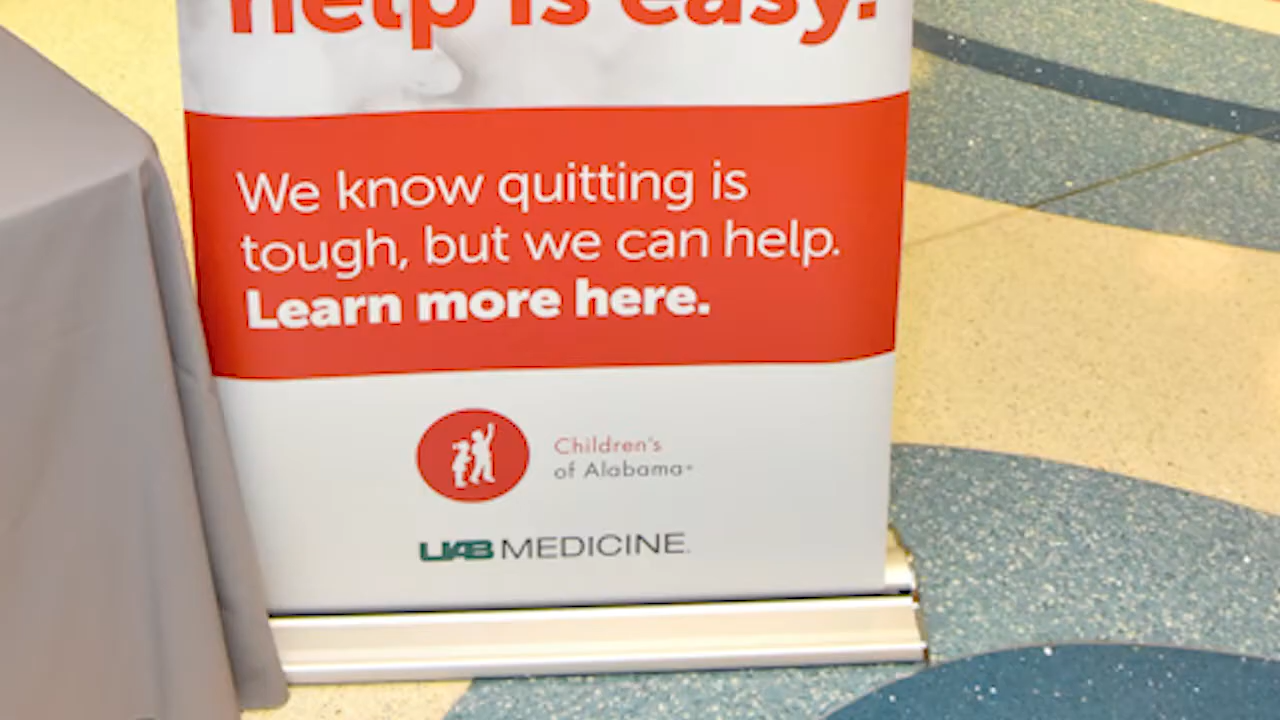 help is easy.
We know quitting is
tough, but we can help.
Learn more here.
Children's
of Alabama
UAB MEDICINE